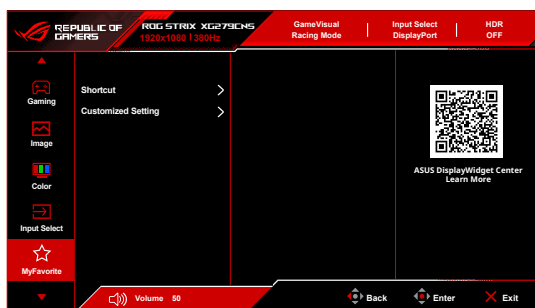 REPUBLIC OF
GAMERS
ROG STRIX XG279CNS
1920x1080 | 380Hz
GameVisual
Racing Mode
Input Select
DisplayPort
HDR
OFF
Gaming
Image
Color
Input Select
MyFavorite
Shortcut
Customized Setting
ASUS DisplayWidget Center
Learn More
Volume 50
Back
Enter
Exit